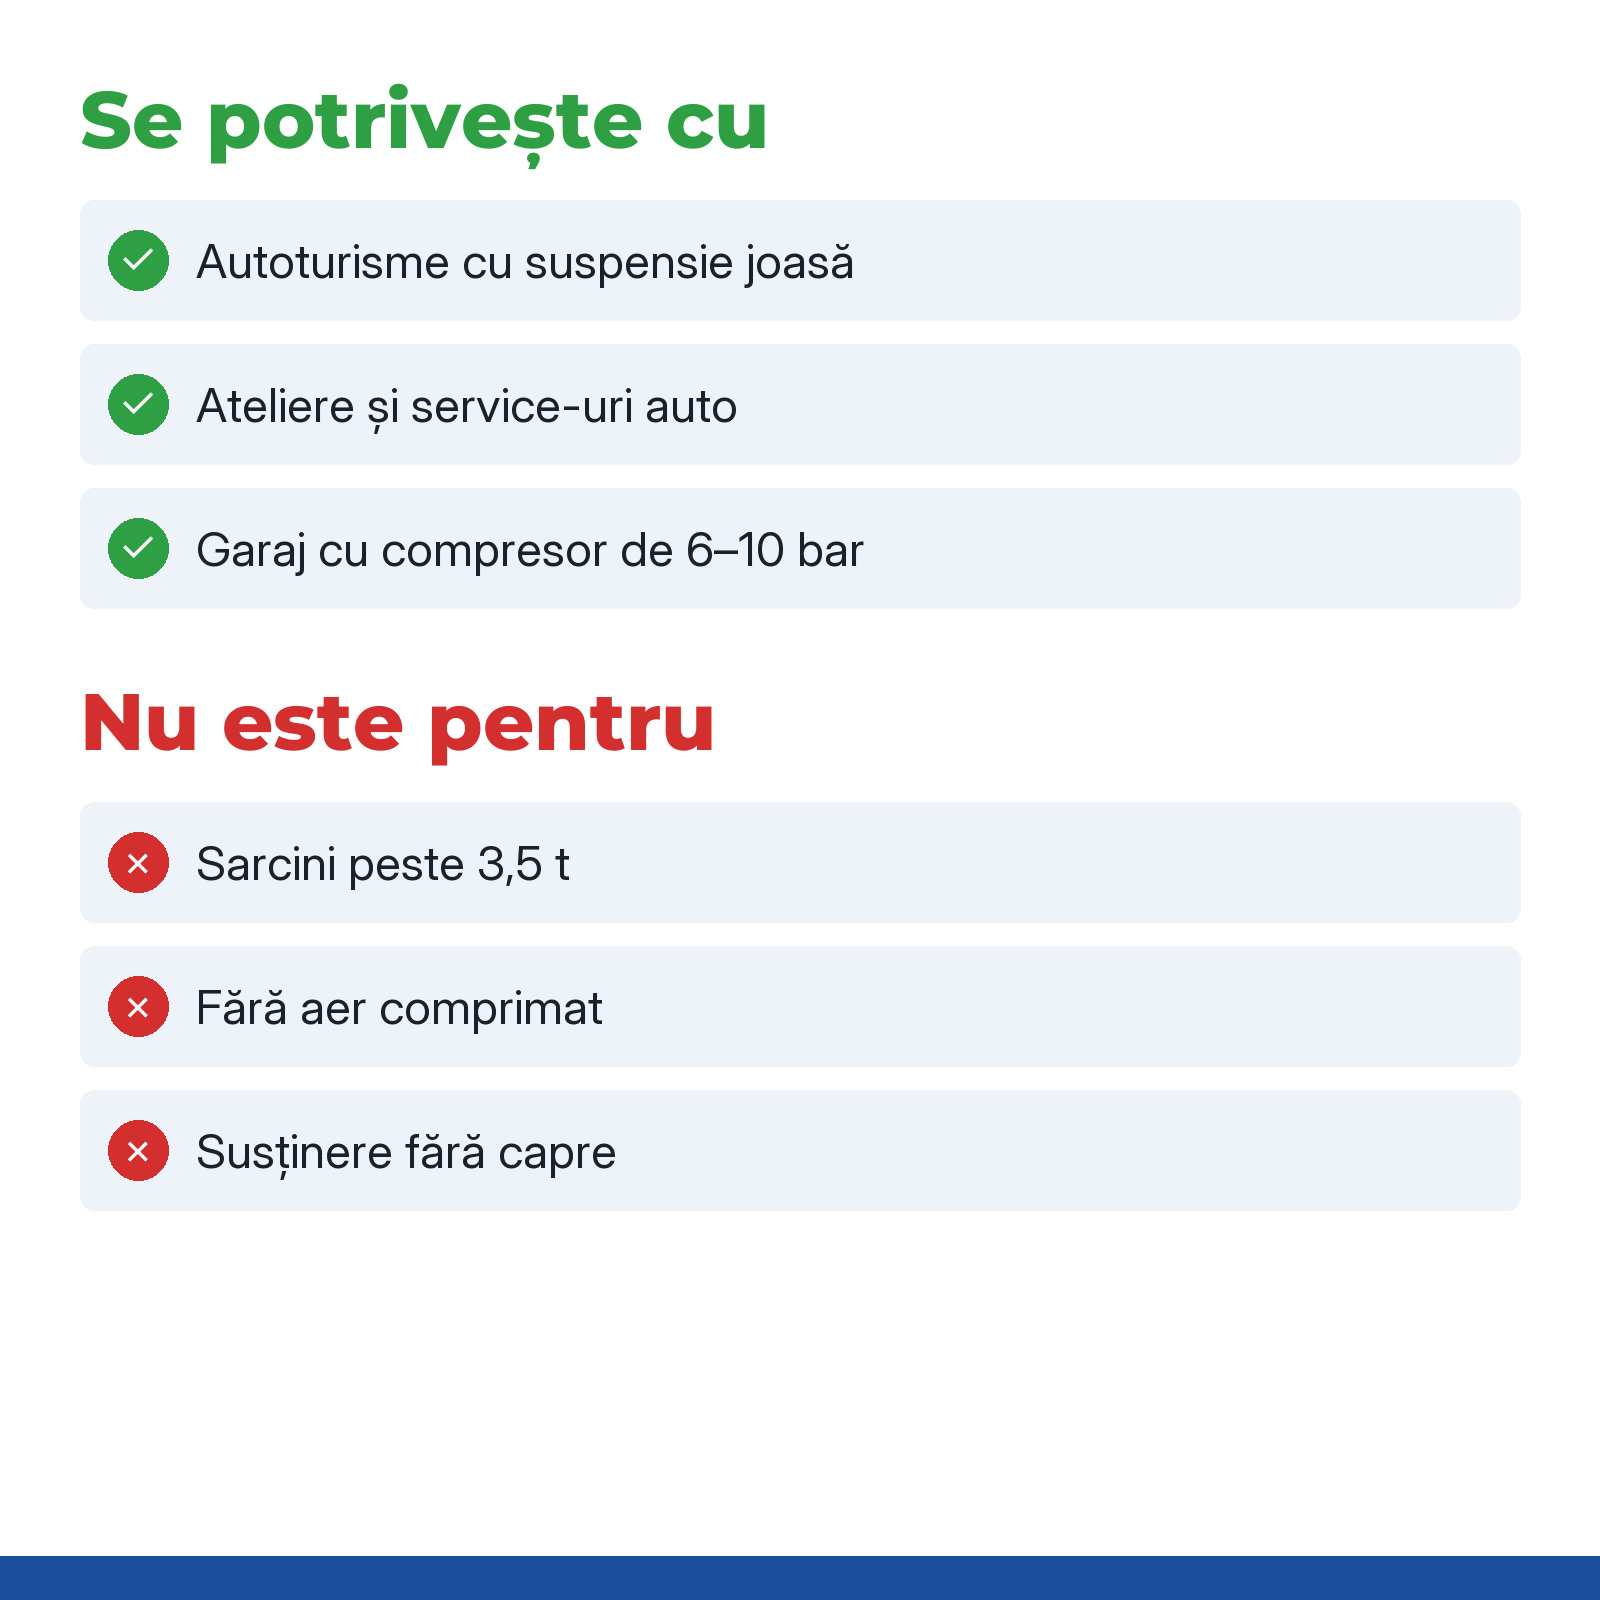 Se potrivește cu
Autoturisme cu suspensie joasă
Ateliere și service-uri auto
Garaj cu compresor de 6–10 bar
Nu este pentru
Sarcini peste 3,5 t
Fără aer comprimat
Susținere fără capre